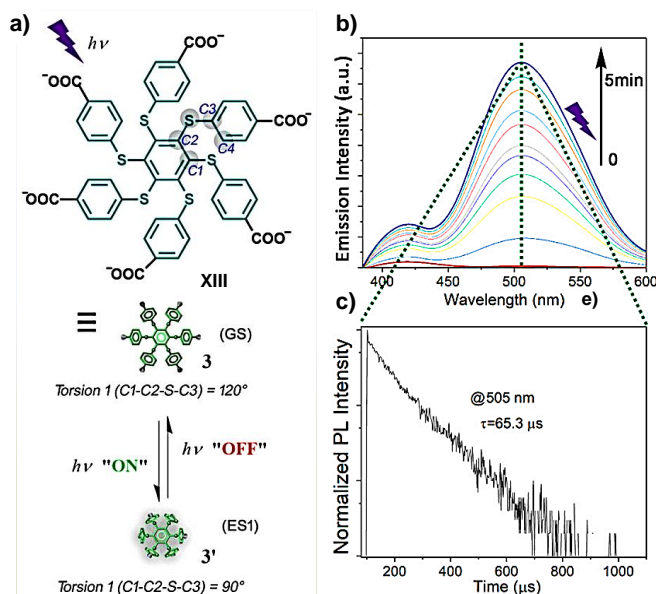 a)
hν
COO⁻
COO⁻
COO⁻
COO⁻
⁻OOC
⁻OOC
S
S
S
S
S
S
C3
C4
C2
C1
XIII
≡
(GS)
3
Torsion 1 (C1-C2-S-C3) = 120°
hν "ON"
hν "OFF"
(ES1)
3'
Torsion 1 (C1-C2-S-C3) = 90°
b)
Emission Intensity (a.u.)
5min
0
400 450 500 550 600
Wavelength (nm)
e)
c)
Normalized PL Intensity
@505 nm
τ=65.3 μs
200 400 600 800 1000
Time (μs)